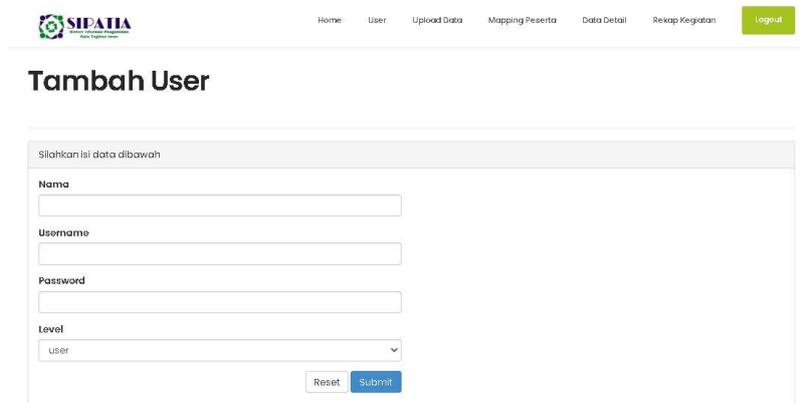 SIPATIA
Home User Upload Data Mapping Peserta Data Detail Rekap Kegiatan Logout
Tambah User
Silahkan isi data dibawah
Nama
Username
Password
Level
user
Reset Submit